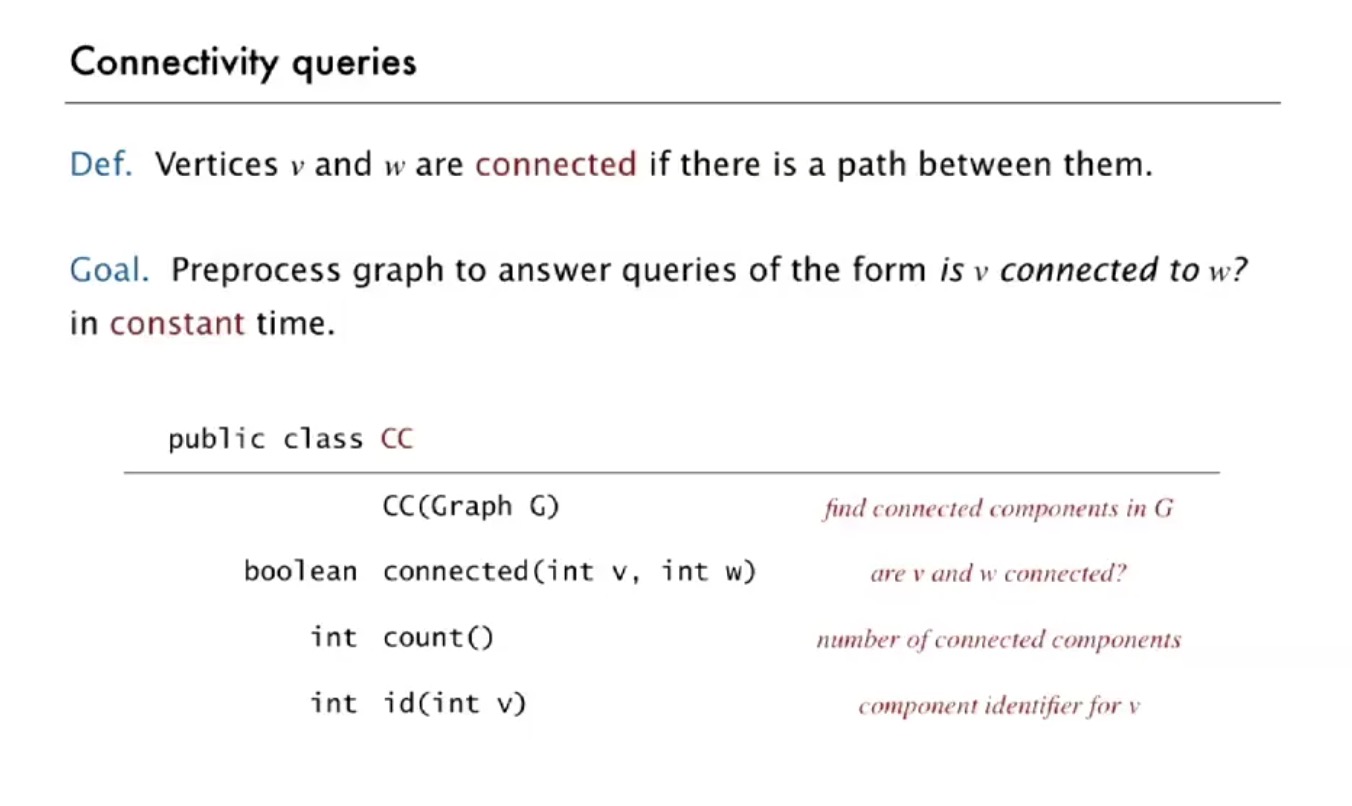 Connectivity queries
Def. Vertices v and w are connected if there is a path between them.
Goal. Preprocess graph to answer queries of the form is v connected to w?
in constant time.
public class CC
CC(Graph G) find connected components in G
boolean connected(int v, int w) are v and w connected?
int count() number of connected components
int id(int v) component identifier for v